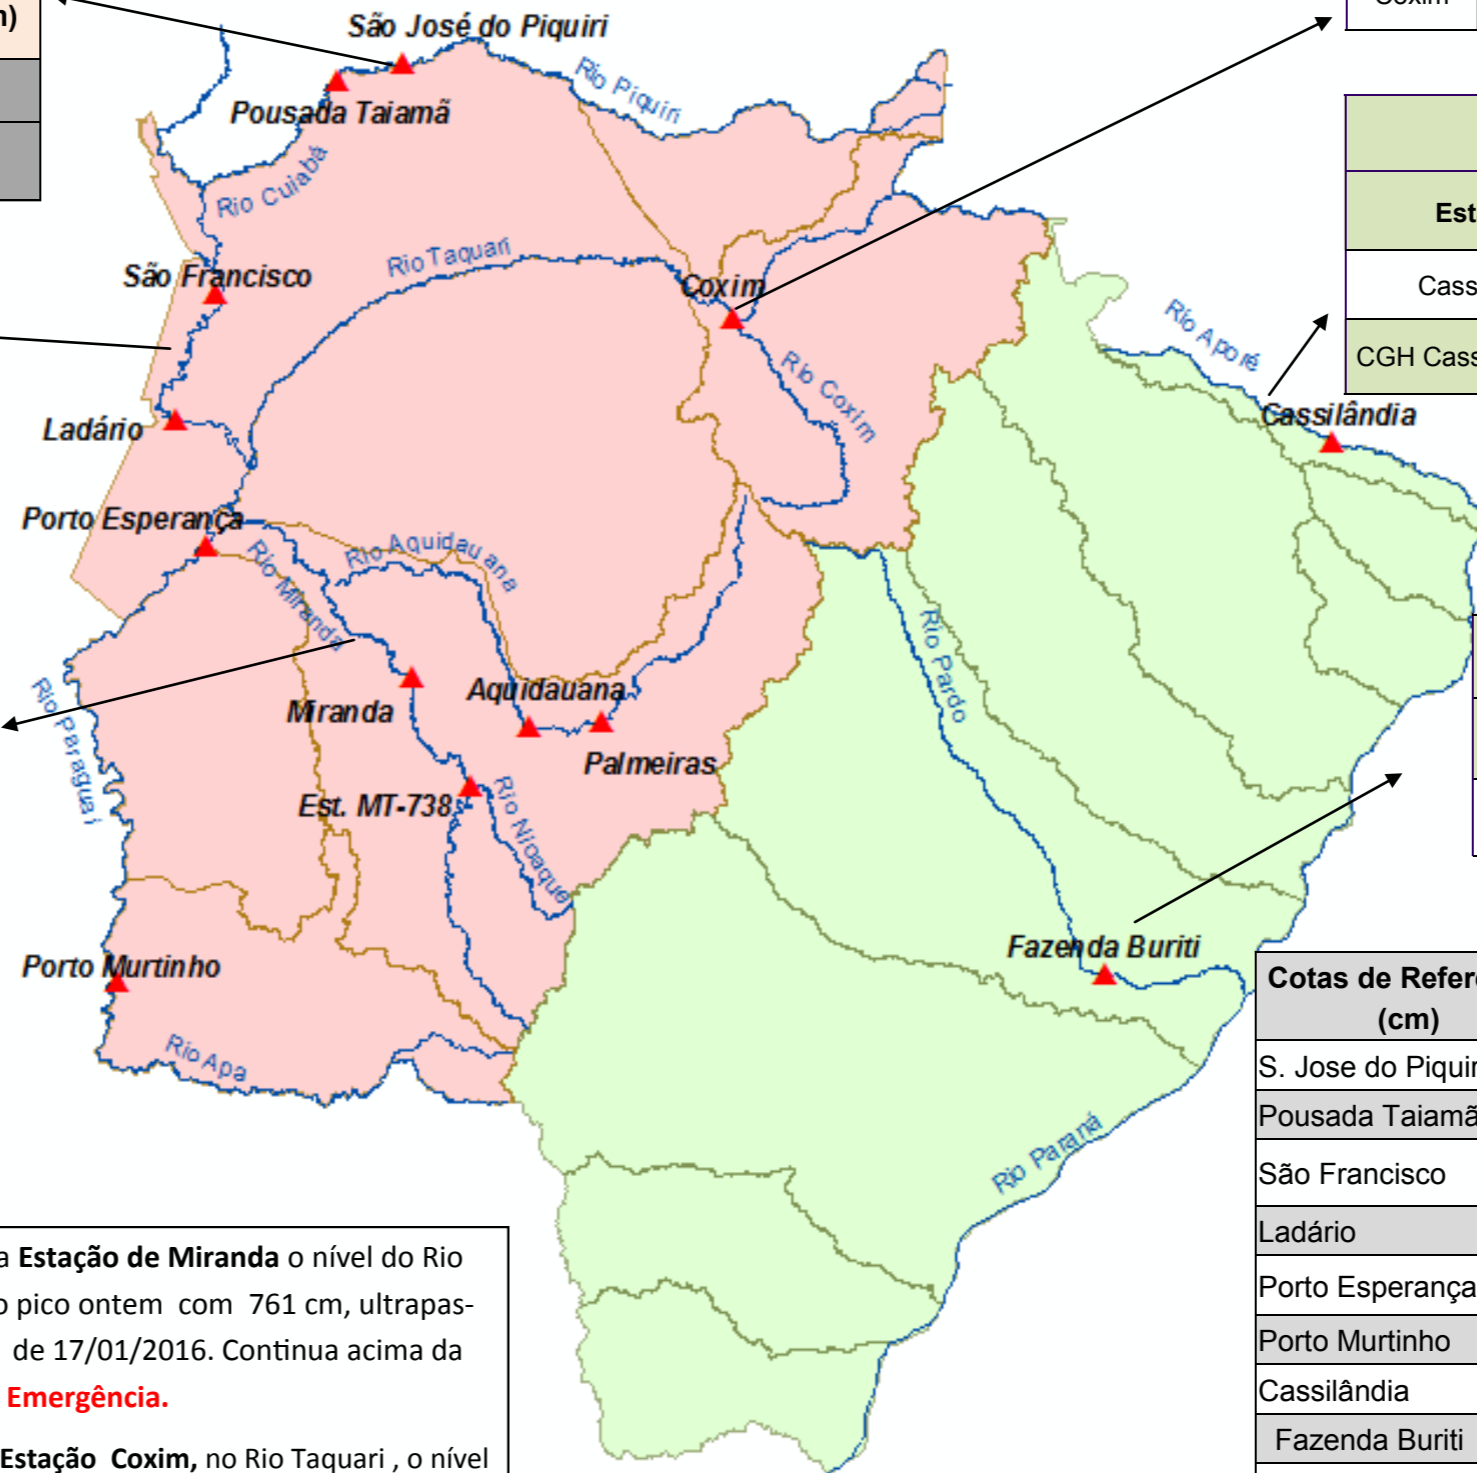 São José do Piquiri
Pousada Taiamã
Rio Piquiri
Rio Cuiabá
São Francisco
Rio Taquari
Coxim
Rio Coxim
Ladário
Porto Esperança
Rio Aquidauana
Rio Miranda
Rio Paraguai
Miranda
Aquidauana
Palmeiras
Est. MT-738
Rio Nioaque
Porto Murtinho
Rio Apa
Rio Aporé
Cassilândia
Rio Pardo
Fazenda Buriti
Rio Paraná
Est
Cass
CGH Cass
Cotas de Refer
(cm)
S. Jose do Piquir
Pousada Taiamã
São Francisco
Ladário
Porto Esperança
Porto Murtinho
Cassilândia
Fazenda Buriti
a Estação de Miranda o nível do Rio
o pico ontem com 761 cm, ultrapas-
de 17/01/2016. Continua acima da
Emergência.
Estação Coxim, no Rio Taquari , o nível